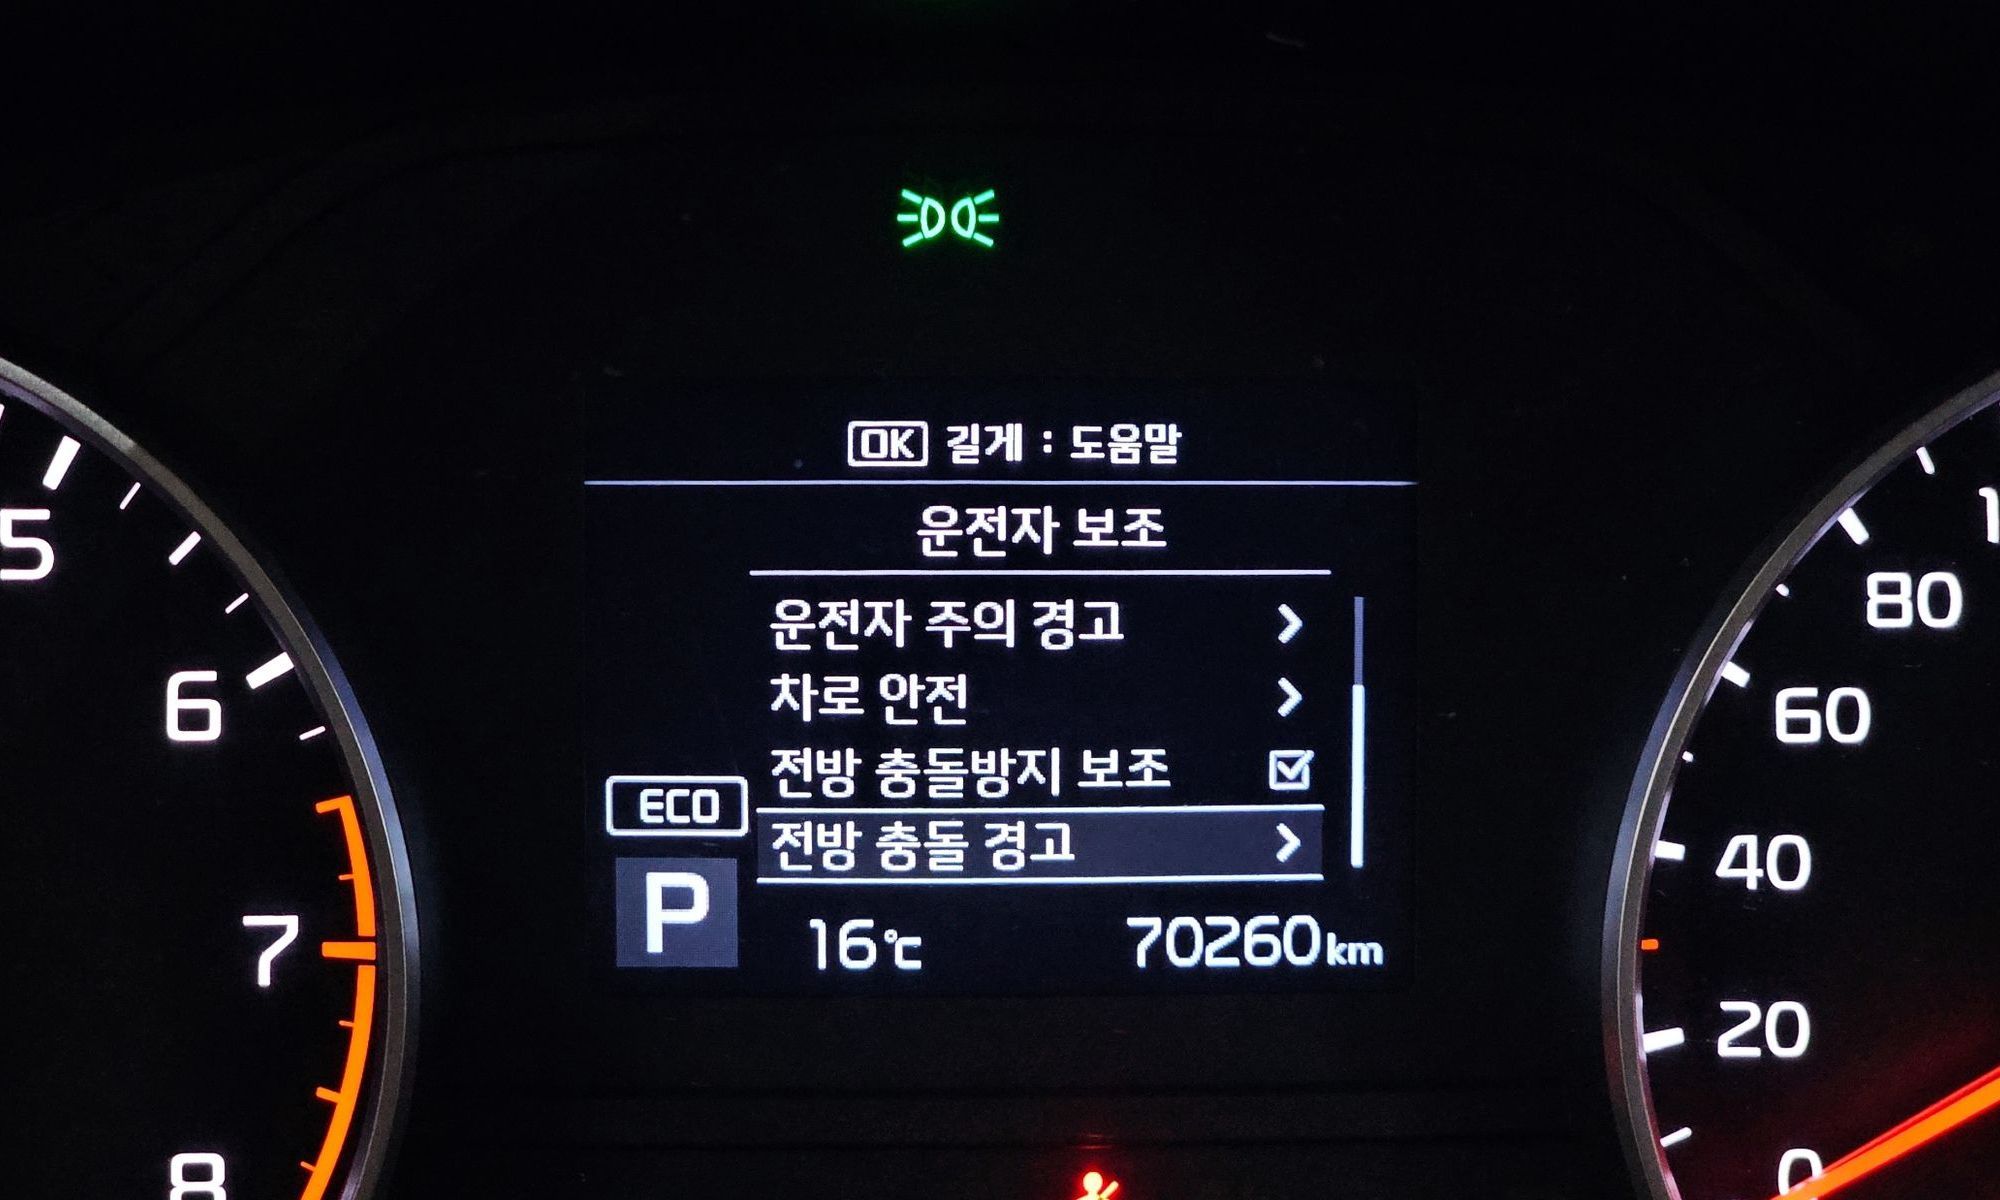 OK 길게 : 도움말
운전자 보조
운전자 주의 경고
차로 안전
전방 충돌방지 보조
ECO
전방 충돌 경고
P
16℃
70260km
5
6
7
8
80
60
40
20
0